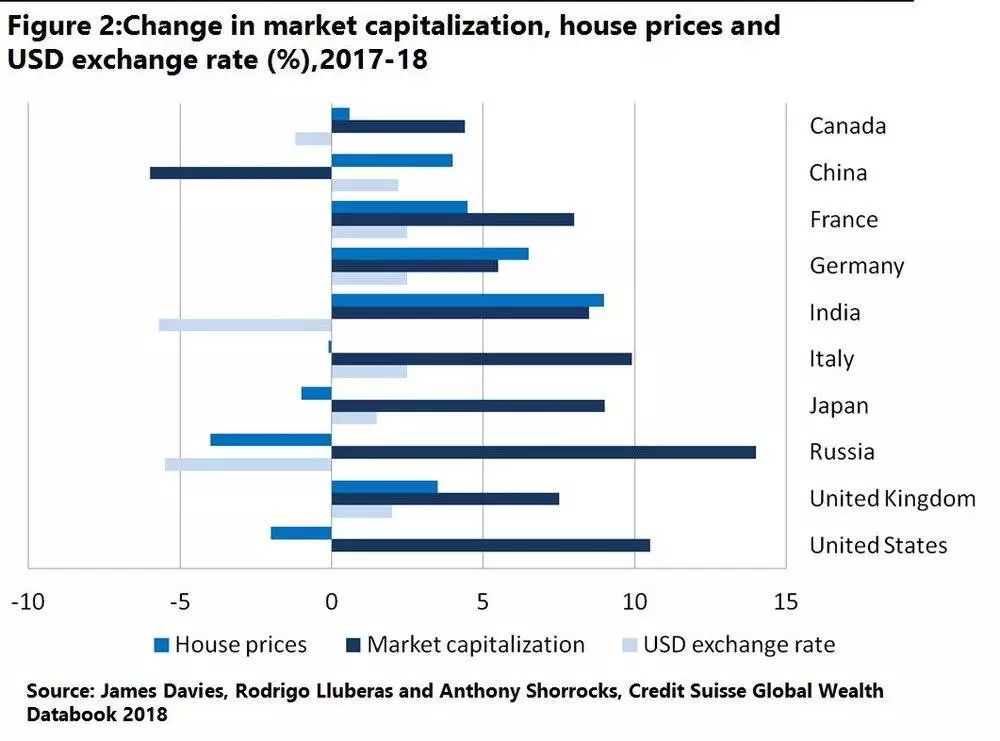 Figure 2:Change in market capitalization, house prices and
USD exchange rate (%),2017-18
Canada
China
France
Germany
India
Italy
Japan
Russia
United Kingdom
United States
-10 -5 0 5 10 15
House prices Market capitalization USD exchange rate
Source: James Davies, Rodrigo Lluberas and Anthony Shorrocks, Credit Suisse Global Wealth
Databook 2018